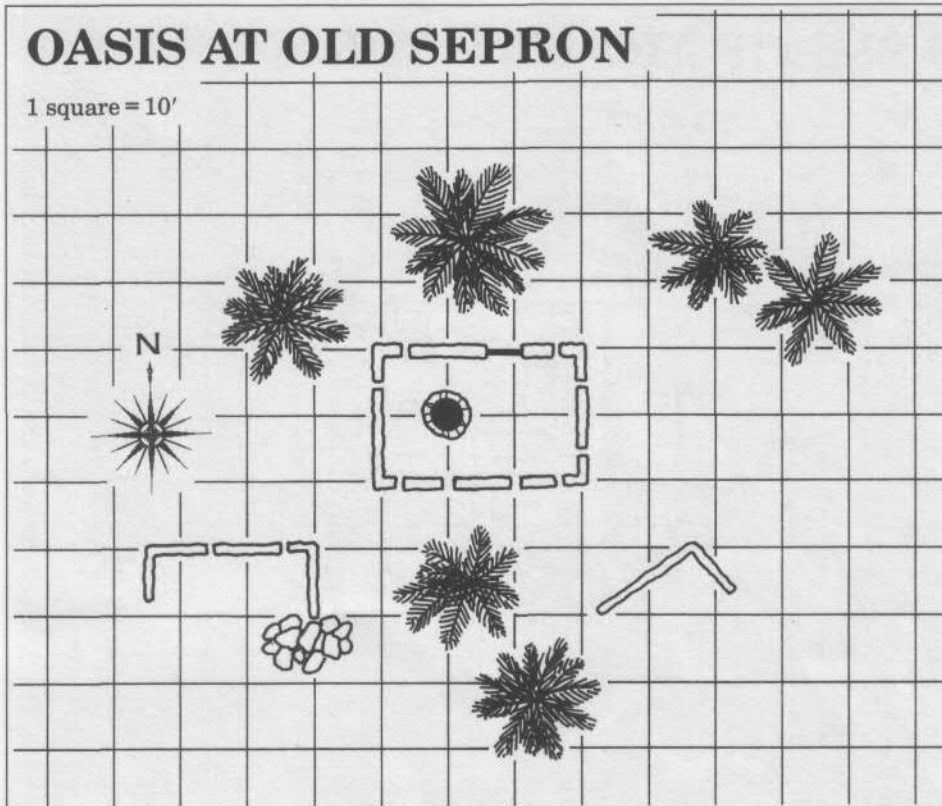 OASIS AT OLD SEPRON
1 square = 10'
N